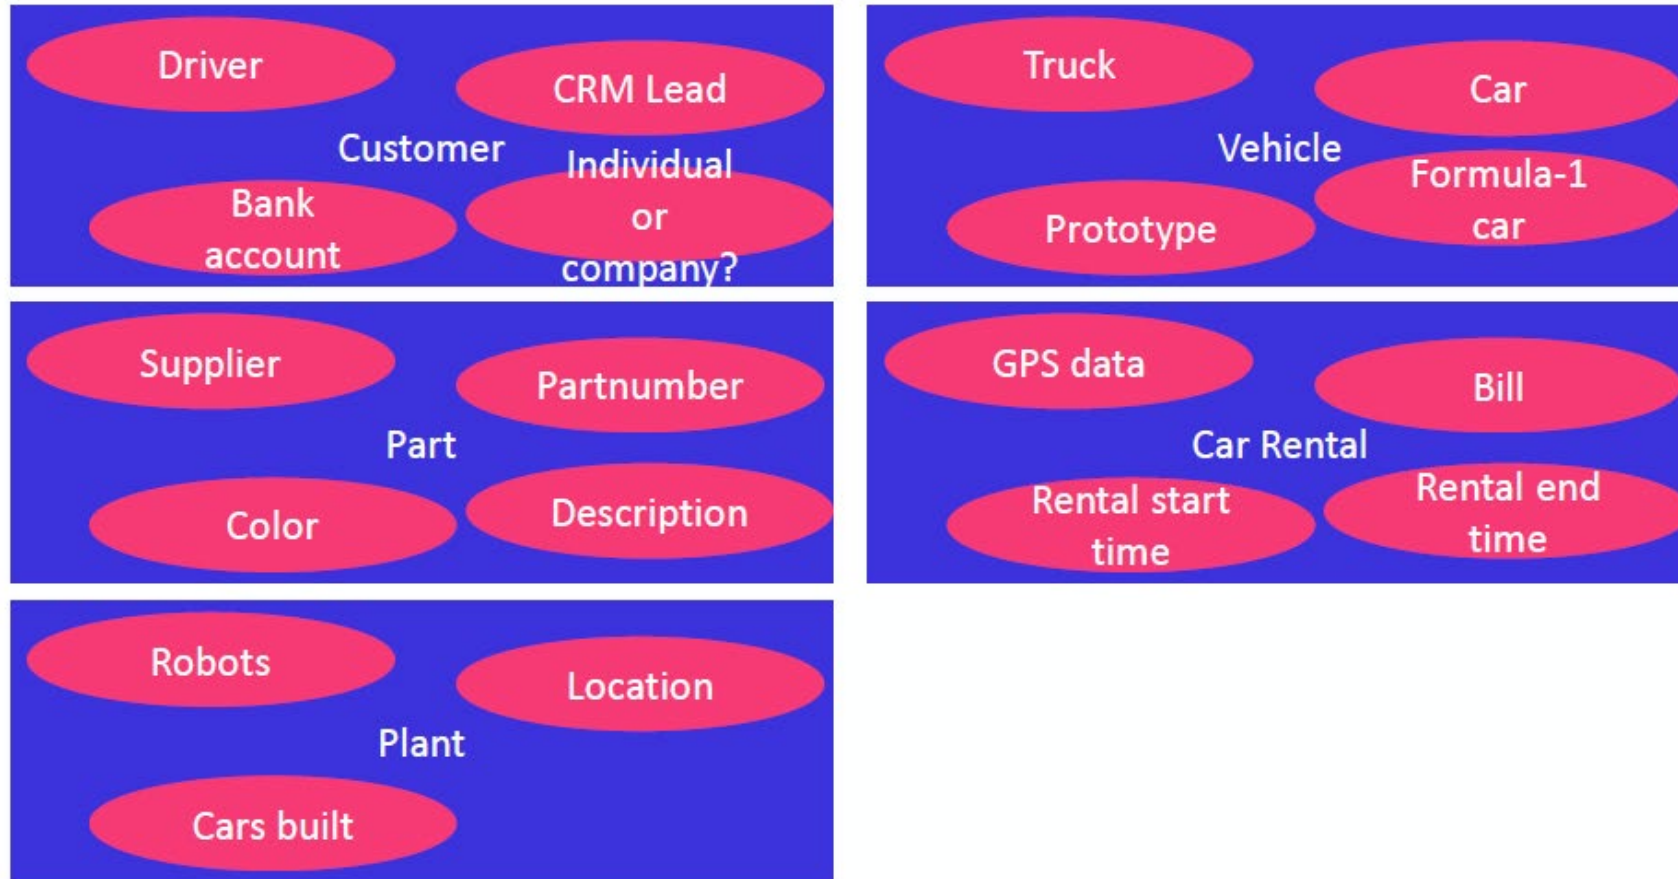 Driver
CRM Lead
Customer
Individual
or
company?
Bank
account
Truck
Car
Vehicle
Formula-1
car
Prototype
Supplier
Partnumber
Part
Color
Description
GPS data
Bill
Car Rental
Rental start
time
Rental end
time
Robots
Location
Plant
Cars built